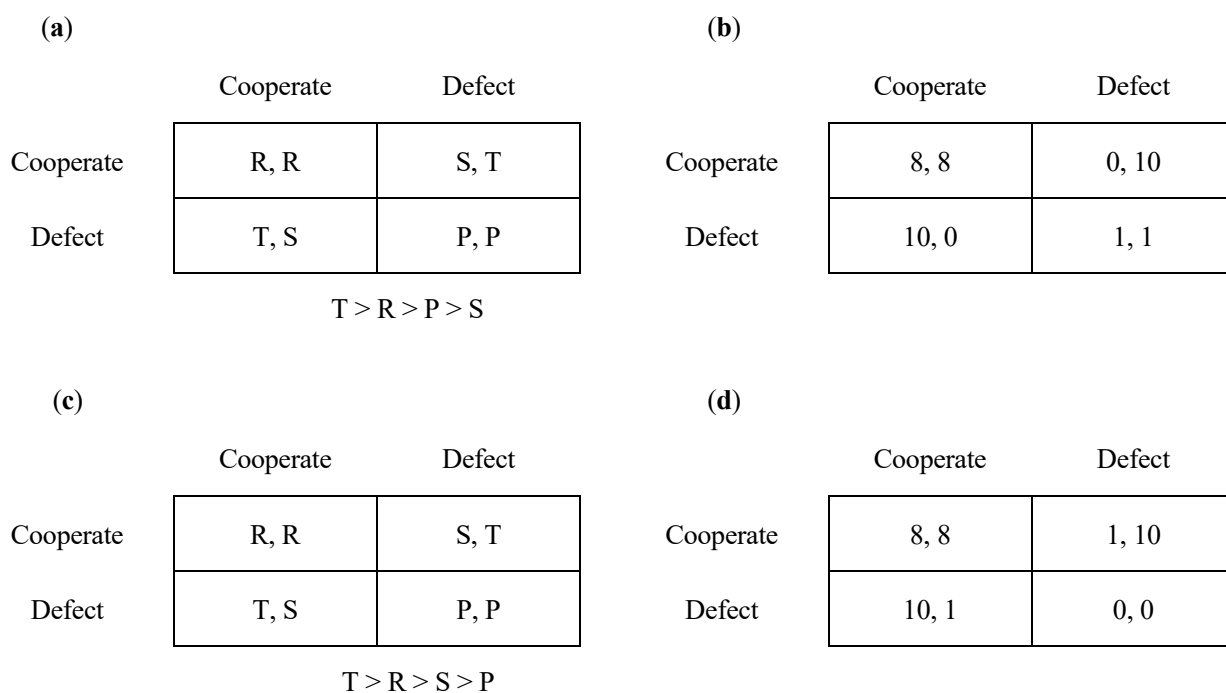 (a)
Cooperate Defect
Cooperate R, R S, T
Defect T, S P, P
T > R > P > S
(b)
Cooperate Defect
Cooperate 8, 8 0, 10
Defect 10, 0 1, 1
(c)
Cooperate Defect
Cooperate R, R S, T
Defect T, S P, P
T > R > S > P
(d)
Cooperate Defect
Cooperate 8, 8 1, 10
Defect 10, 1 0, 0